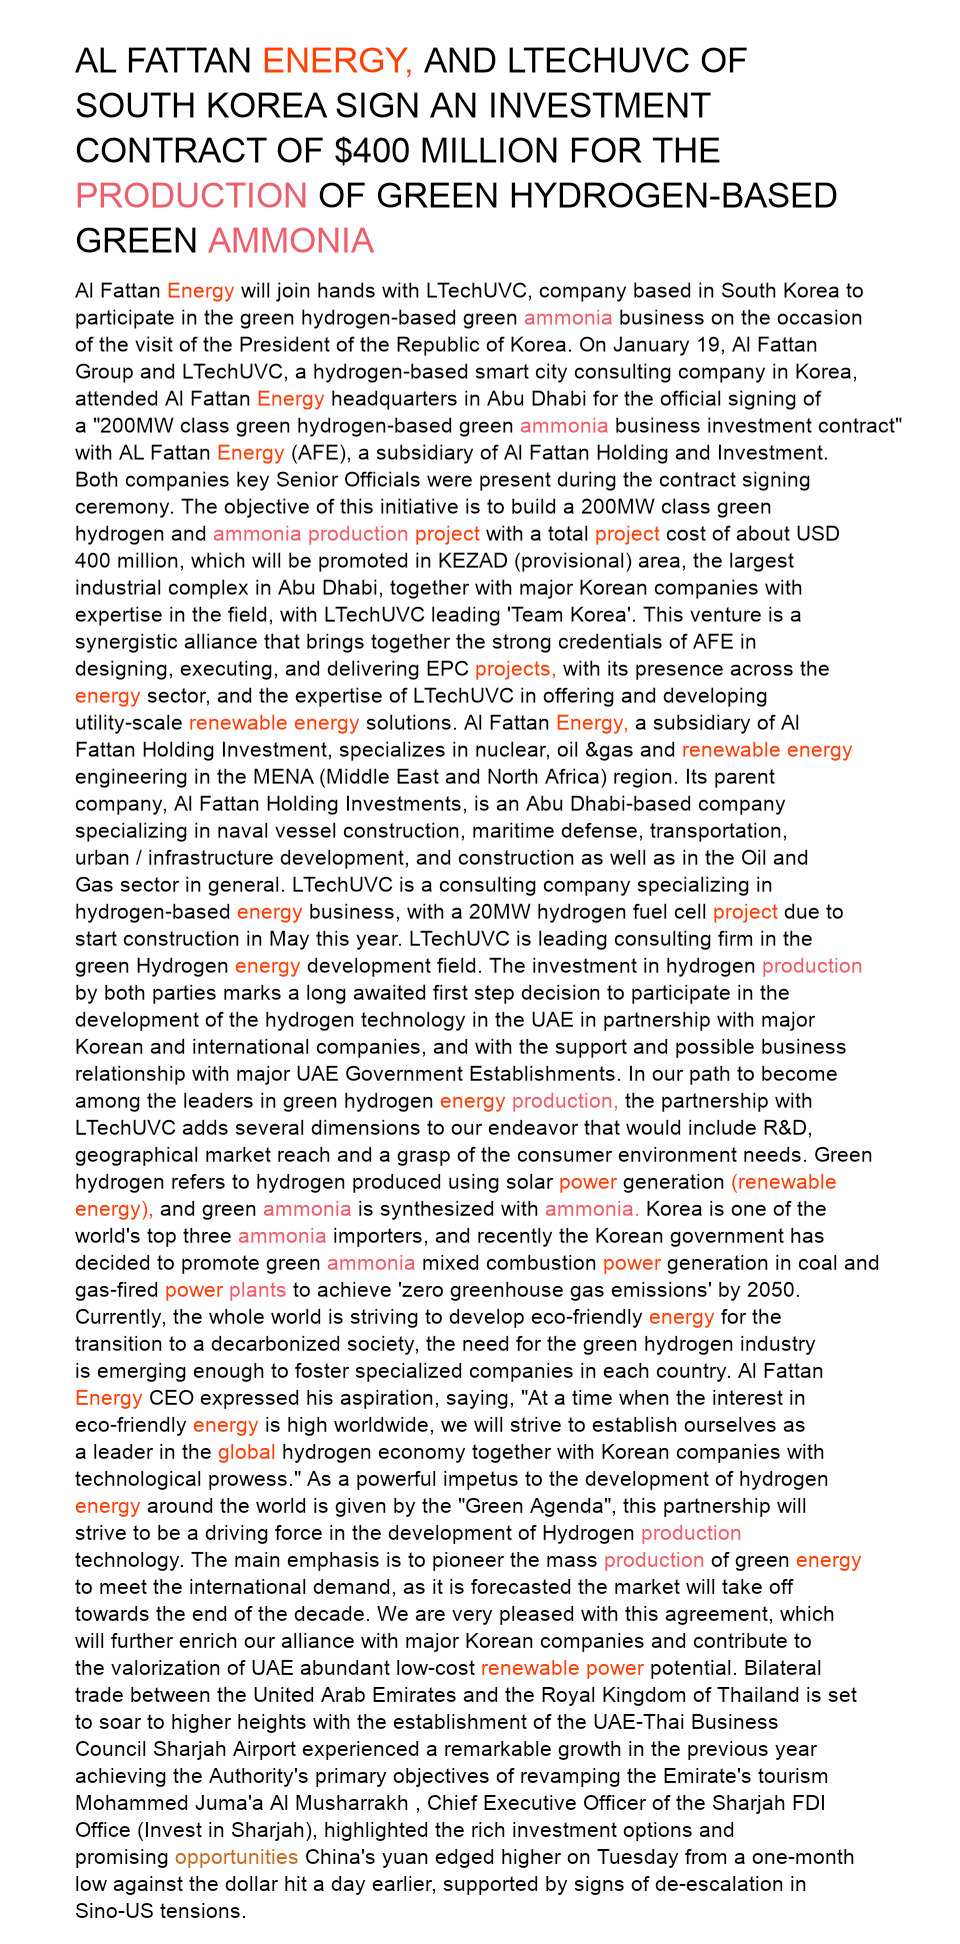 AL FATTAN ENERGY, AND LTECHUVC OF
SOUTH KOREA SIGN AN INVESTMENT
CONTRACT OF $400 MILLION FOR THE
PRODUCTION OF GREEN HYDROGEN-BASED
GREEN AMMONIA
Al Fattan Energy will join hands with LTechUVC, company based in South Korea to
participate in the green hydrogen-based green ammonia business on the occasion
of the visit of the President of the Republic of Korea. On January 19, Al Fattan
Group and LTechUVC, a hydrogen-based smart city consulting company in Korea,
attended Al Fattan Energy headquarters in Abu Dhabi for the official signing of
a "200MW class green hydrogen-based green ammonia business investment contract"
with AL Fattan Energy (AFE), a subsidiary of Al Fattan Holding and Investment.
Both companies key Senior Officials were present during the contract signing
ceremony. The objective of this initiative is to build a 200MW class green
hydrogen and ammonia production project with a total project cost of about USD
400 million, which will be promoted in KEZAD (provisional) area, the largest
industrial complex in Abu Dhabi, together with major Korean companies with
expertise in the field, with LTechUVC leading 'Team Korea'. This venture is a
synergistic alliance that brings together the strong credentials of AFE in
designing, executing, and delivering EPC projects, with its presence across the
energy sector, and the expertise of LTechUVC in offering and developing
utility-scale renewable energy solutions. Al Fattan Energy, a subsidiary of Al
Fattan Holding Investment, specializes in nuclear, oil &gas and renewable energy
engineering in the MENA (Middle East and North Africa) region. Its parent
company, Al Fattan Holding Investments, is an Abu Dhabi-based company
specializing in naval vessel construction, maritime defense, transportation,
urban / infrastructure development, and construction as well as in the Oil and
Gas sector in general. LTechUVC is a consulting company specializing in
hydrogen-based energy business, with a 20MW hydrogen fuel cell project due to
start construction in May this year. LTechUVC is leading consulting firm in the
green Hydrogen energy development field. The investment in hydrogen production
by both parties marks a long awaited first step decision to participate in the
development of the hydrogen technology in the UAE in partnership with major
Korean and international companies, and with the support and possible business
relationship with major UAE Government Establishments. In our path to become
among the leaders in green hydrogen energy production, the partnership with
LTechUVC adds several dimensions to our endeavor that would include R&D,
geographical market reach and a grasp of the consumer environment needs. Green
hydrogen refers to hydrogen produced using solar power generation (renewable
energy), and green ammonia is synthesized with ammonia. Korea is one of the
world's top three ammonia importers, and recently the Korean government has
decided to promote green ammonia mixed combustion power generation in coal and
gas-fired power plants to achieve 'zero greenhouse gas emissions' by 2050.
Currently, the whole world is striving to develop eco-friendly energy for the
transition to a decarbonized society, the need for the green hydrogen industry
is emerging enough to foster specialized companies in each country. Al Fattan
Energy CEO expressed his aspiration, saying, "At a time when the interest in
eco-friendly energy is high worldwide, we will strive to establish ourselves as
a leader in the global hydrogen economy together with Korean companies with
technological prowess." As a powerful impetus to the development of hydrogen
energy around the world is given by the "Green Agenda", this partnership will
strive to be a driving force in the development of Hydrogen production
technology. The main emphasis is to pioneer the mass production of green energy
to meet the international demand, as it is forecasted the market will take off
towards the end of the decade. We are very pleased with this agreement, which
will further enrich our alliance with major Korean companies and contribute to
the valorization of UAE abundant low-cost renewable power potential. Bilateral
trade between the United Arab Emirates and the Royal Kingdom of Thailand is set
to soar to higher heights with the establishment of the UAE-Thai Business
Council Sharjah Airport experienced a remarkable growth in the previous year
achieving the Authority's primary objectives of revamping the Emirate's tourism
Mohammed Juma'a Al Musharrakh , Chief Executive Officer of the Sharjah FDI
Office (Invest in Sharjah), highlighted the rich investment options and
promising opportunities China's yuan edged higher on Tuesday from a one-month
low against the dollar hit a day earlier, supported by signs of de-escalation in
Sino-US tensions.